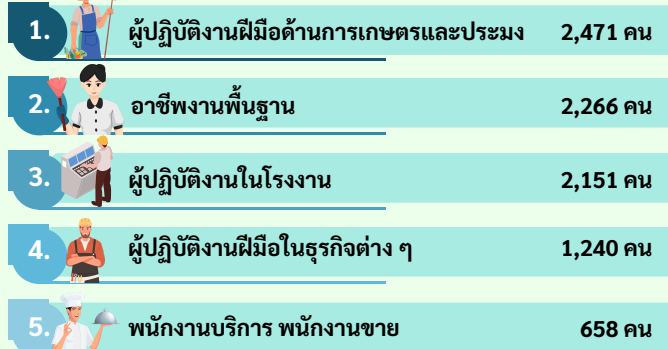 1. ผู้ปฏิบัติงานฝีมือด้านการเกษตรและประมง 2,471 คน
2. อาชีพงานพื้นฐาน 2,266 คน
3. ผู้ปฏิบัติงานในโรงงาน 2,151 คน
4. ผู้ปฏิบัติงานฝีมือในธุรกิจต่าง ๆ 1,240 คน
5. พนักงานบริการ พนักงานขาย 658 คน